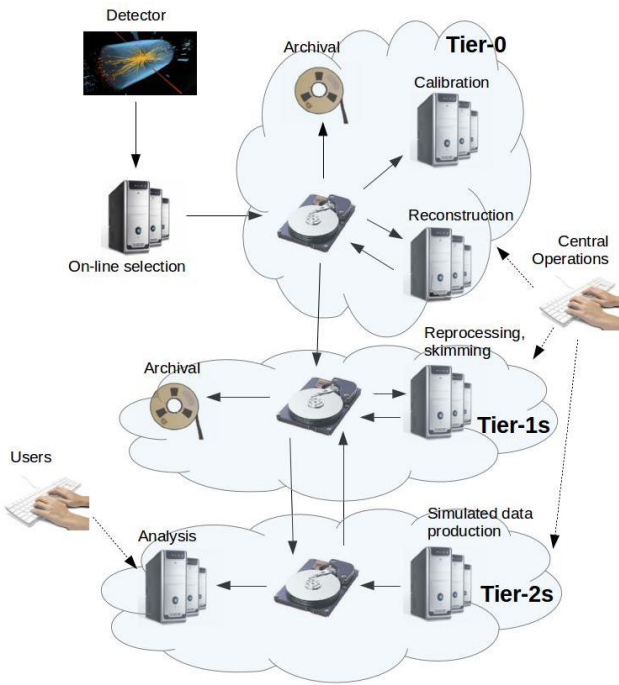 Detector
Archival
Tier-0
Calibration
On-line selection
Reconstruction
Central
Operations
Reprocessing,
skimming
Archival
Tier-1s
Users
Analysis
Simulated data
production
Tier-2s